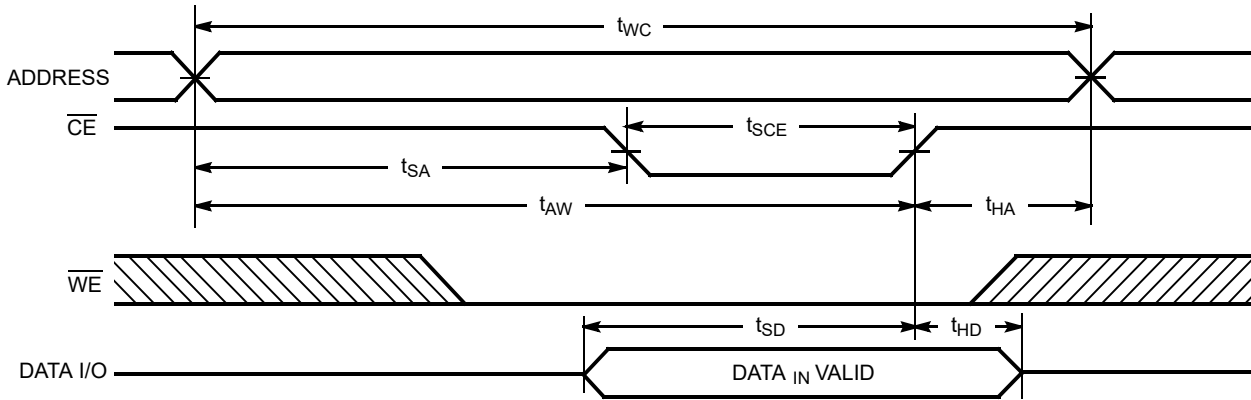 tWC
ADDRESS
CE
tSCE
tSA
tAW
tHA
WE
tSD
tHD
DATA I/O
DATA IN VALID